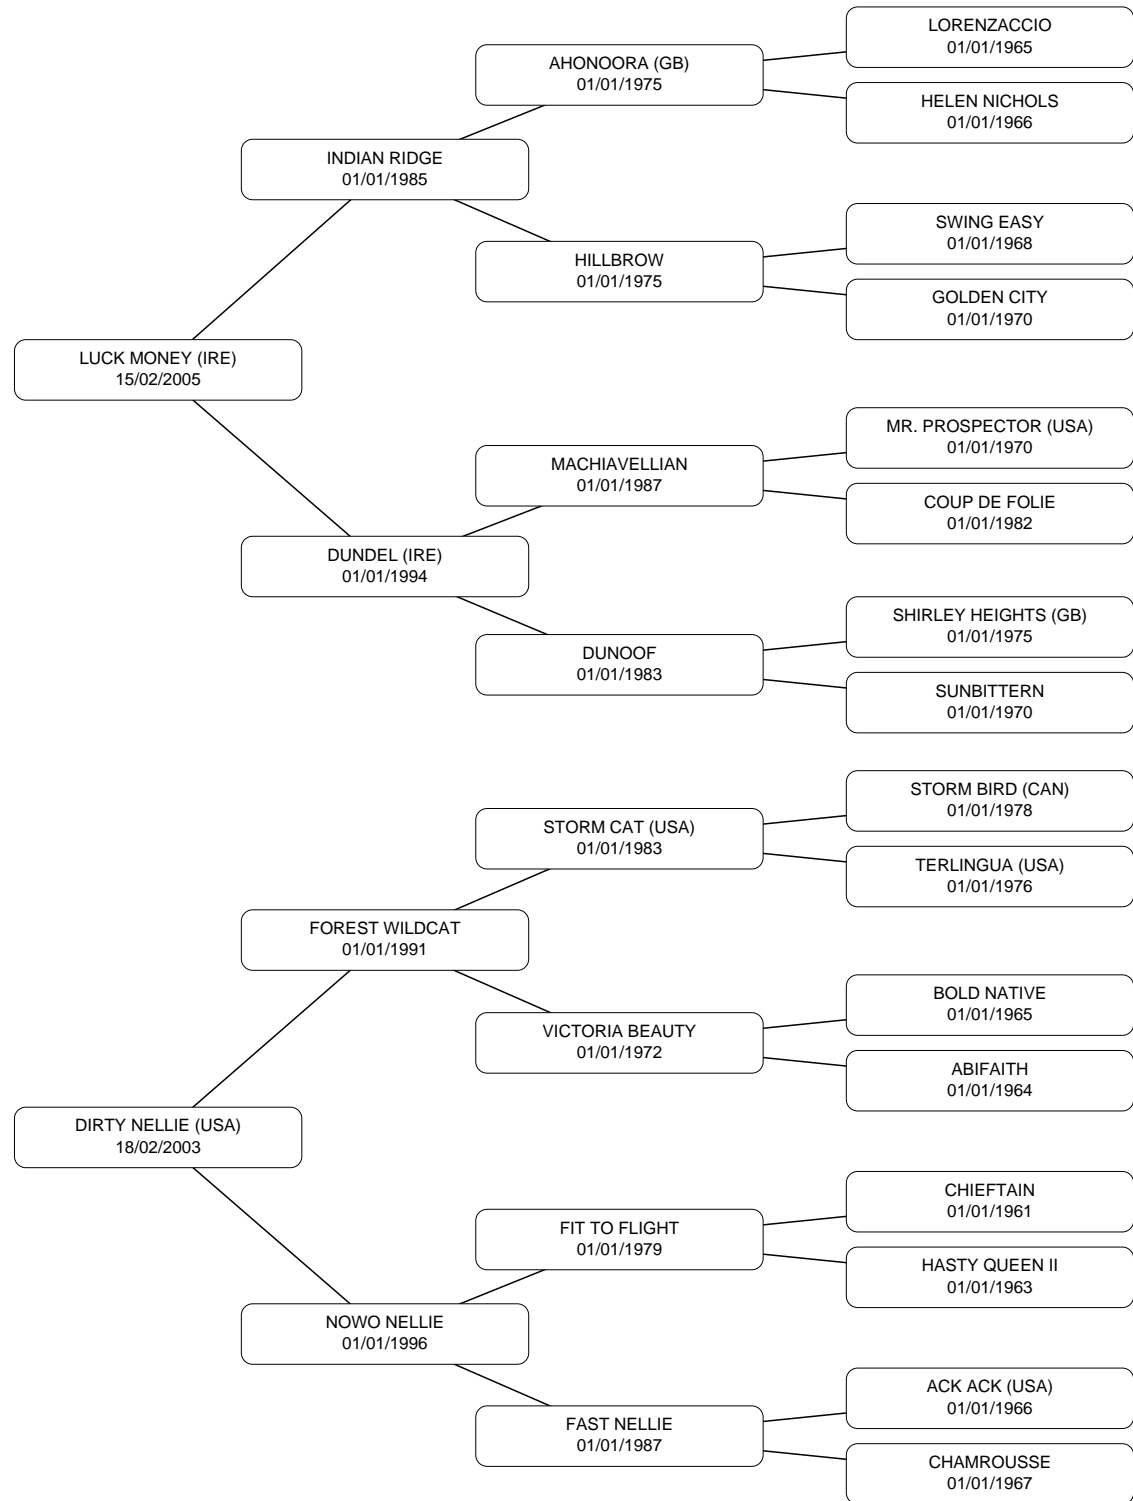 LORENZACCIO
01/01/1965
AHONOORA (GB)
01/01/1975
HELEN NICHOLS
01/01/1966
INDIAN RIDGE
01/01/1985
SWING EASY
01/01/1968
HILLBROW
01/01/1975
GOLDEN CITY
01/01/1970
LUCK MONEY (IRE)
15/02/2005
MR. PROSPECTOR (USA)
01/01/1970
MACHIAVELLIAN
01/01/1987
COUP DE FOLIE
01/01/1982
DUNDEL (IRE)
01/01/1994
SHIRLEY HEIGHTS (GB)
01/01/1975
DUNOOF
01/01/1983
SUNBITTERN
01/01/1970
STORM BIRD (CAN)
01/01/1978
STORM CAT (USA)
01/01/1983
TERLINGUA (USA)
01/01/1976
FOREST WILDCAT
01/01/1991
BOLD NATIVE
01/01/1965
VICTORIA BEAUTY
01/01/1972
ABIFAITH
01/01/1964
DIRTY NELLIE (USA)
18/02/2003
CHIEFTAIN
01/01/1961
FIT TO FLIGHT
01/01/1979
HASTY QUEEN II
01/01/1963
NOWO NELLIE
01/01/1996
ACK ACK (USA)
01/01/1966
FAST NELLIE
01/01/1987
CHAMROUSSE
01/01/1967